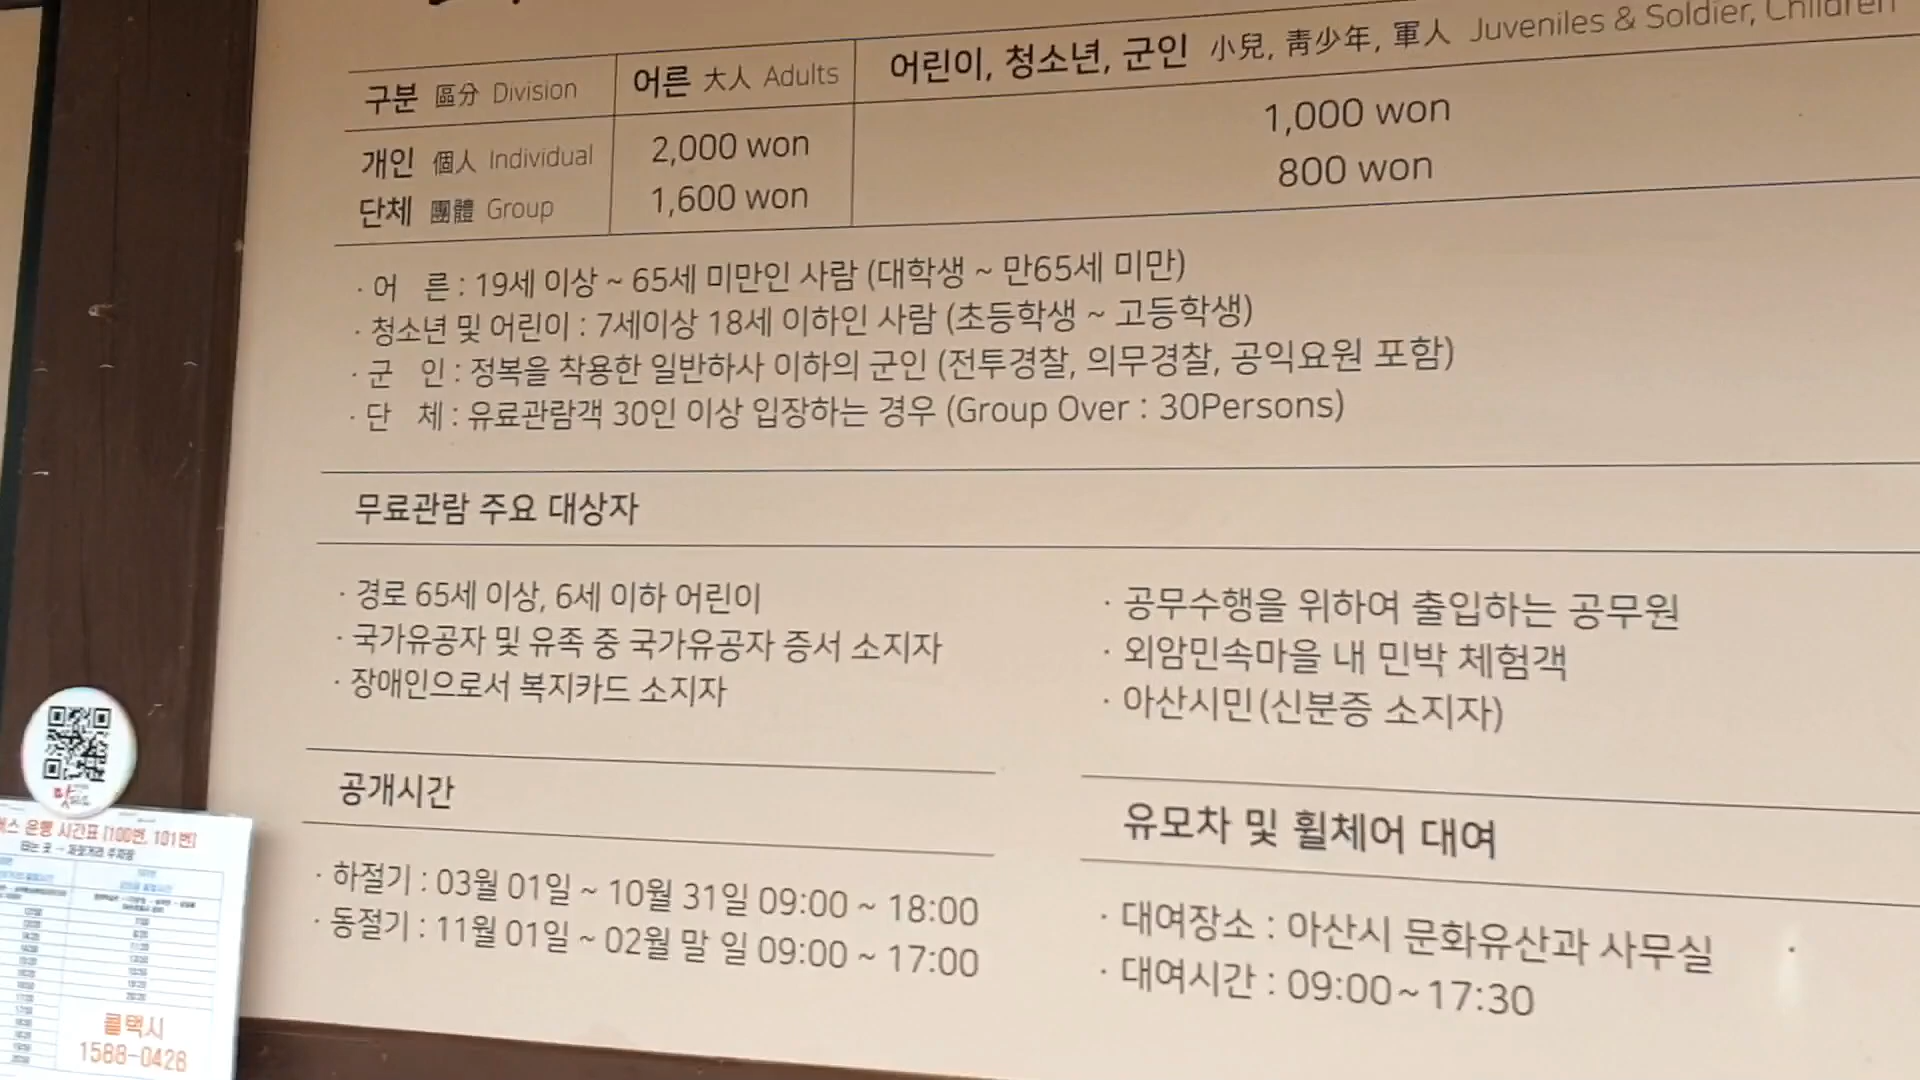 구분 區分 Division 어른 大人 Adults 어린이, 청소년, 군인 小兒, 靑少年, 軍人 Juveniles & Soldier, Children
개인 個人 Individual 2,000 won 1,000 won
단체 團體 Group 1,600 won 800 won
· 어 른 : 19세 이상 ~ 65세 미만인 사람 (대학생 ~ 만65세 미만)
· 청소년 및 어린이 : 7세이상 18세 이하인 사람 (초등학생 ~ 고등학생)
· 군 인 : 정복을 착용한 일반하사 이하의 군인 (전투경찰, 의무경찰, 공익요원 포함)
· 단 체 : 유료관람객 30인 이상 입장하는 경우 (Group Over : 30Persons)
무료관람 주요 대상자
· 경로 65세 이상, 6세 이하 어린이
· 국가유공자 및 유족 중 국가유공자 증서 소지자
· 장애인으로서 복지카드 소지자
· 공무수행을 위하여 출입하는 공무원
· 외암민속마을 내 민박 체험객
· 아산시민(신분증 소지자)
공개시간
· 하절기 : 03월 01일 ~ 10월 31일 09:00 ~ 18:00
· 동절기 : 11월 01일 ~ 02월 말 일 09:00 ~ 17:00
유모차 및 휠체어 대여
· 대여장소 : 아산시 문화유산과 사무실
· 대여시간 : 09:00~17:30
운행 시간표 [100번, 101번]
콜택시
1588-0428